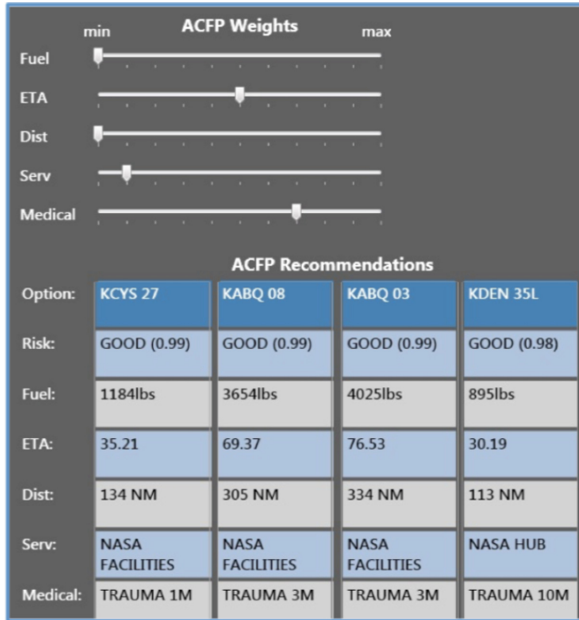 ACFP Weights
min max
Fuel
ETA
Dist
Serv
Medical
ACFP Recommendations
Option: KCYS 27 KABQ 08 KABQ 03 KDEN 35L
Risk: GOOD (0.99) GOOD (0.99) GOOD (0.99) GOOD (0.98)
Fuel: 1184lbs 3654lbs 4025lbs 895lbs
ETA: 35.21 69.37 76.53 30.19
Dist: 134 NM 305 NM 334 NM 113 NM
Serv: NASA FACILITIES NASA FACILITIES NASA FACILITIES NASA HUB
Medical: TRAUMA 1M TRAUMA 3M TRAUMA 3M TRAUMA 10M